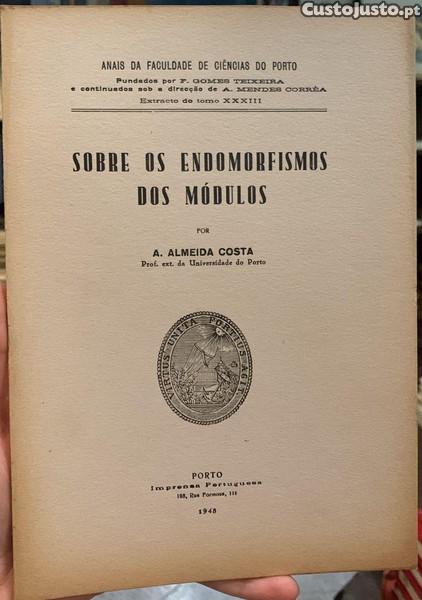 Custojusto.pt
ANAIS DA FACULDADE DE CIÊNCIAS DO PORTO
Fundados por F. GOMES TEIXEIRA
e continuados sob a direcção de A. MENDES CORRÊA
Extracto do tomo XXXIII
SOBRE OS ENDOMORFISMOS
DOS MÓDULOS
POR
A. ALMEIDA COSTA
Prof. ext. da Universidade do Porto
VIRTUS UNITA FORTIUS AGIT
PORTO
Imprensa Portuguesa
108, Rua Formosa, 116
1948